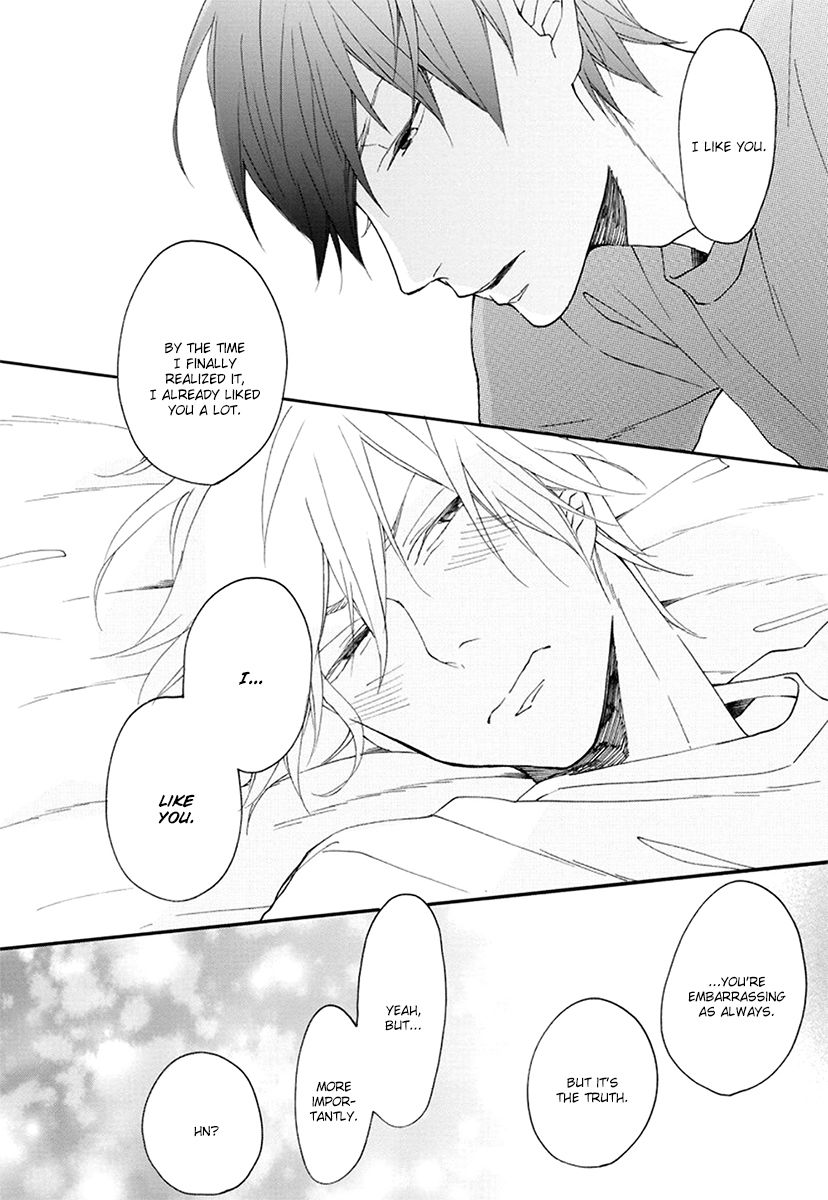 I LIKE YOU.
BY THE TIME
I FINALLY
REALIZED IT,
I ALREADY LIKED
YOU A LOT.
I...
LIKE
YOU.
...YOU'RE
EMBARRASSING
AS ALWAYS.
BUT IT'S
THE TRUTH.
YEAH,
BUT...
MORE
IMPOR-
TANTLY.
HN?